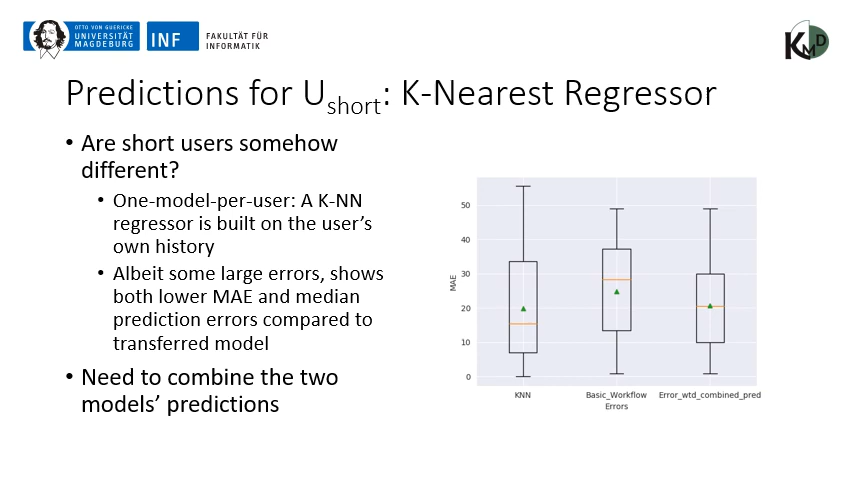 OTTO VON GUERICKE
UNIVERSITÄT
MAGDEBURG
INF
FAKULTÄT FÜR
INFORMATIK
KMD
Predictions for Ushort: K-Nearest Regressor
• Are short users somehow
different?
• One-model-per-user: A K-NN
regressor is built on the user's
own history
• Albeit some large errors, shows
both lower MAE and median
prediction errors compared to
transferred model
• Need to combine the two
models' predictions
50
40
30
20
10
0
MAE
KNN
Basic_Workflow
Error_wtd_combined_pred
Errors